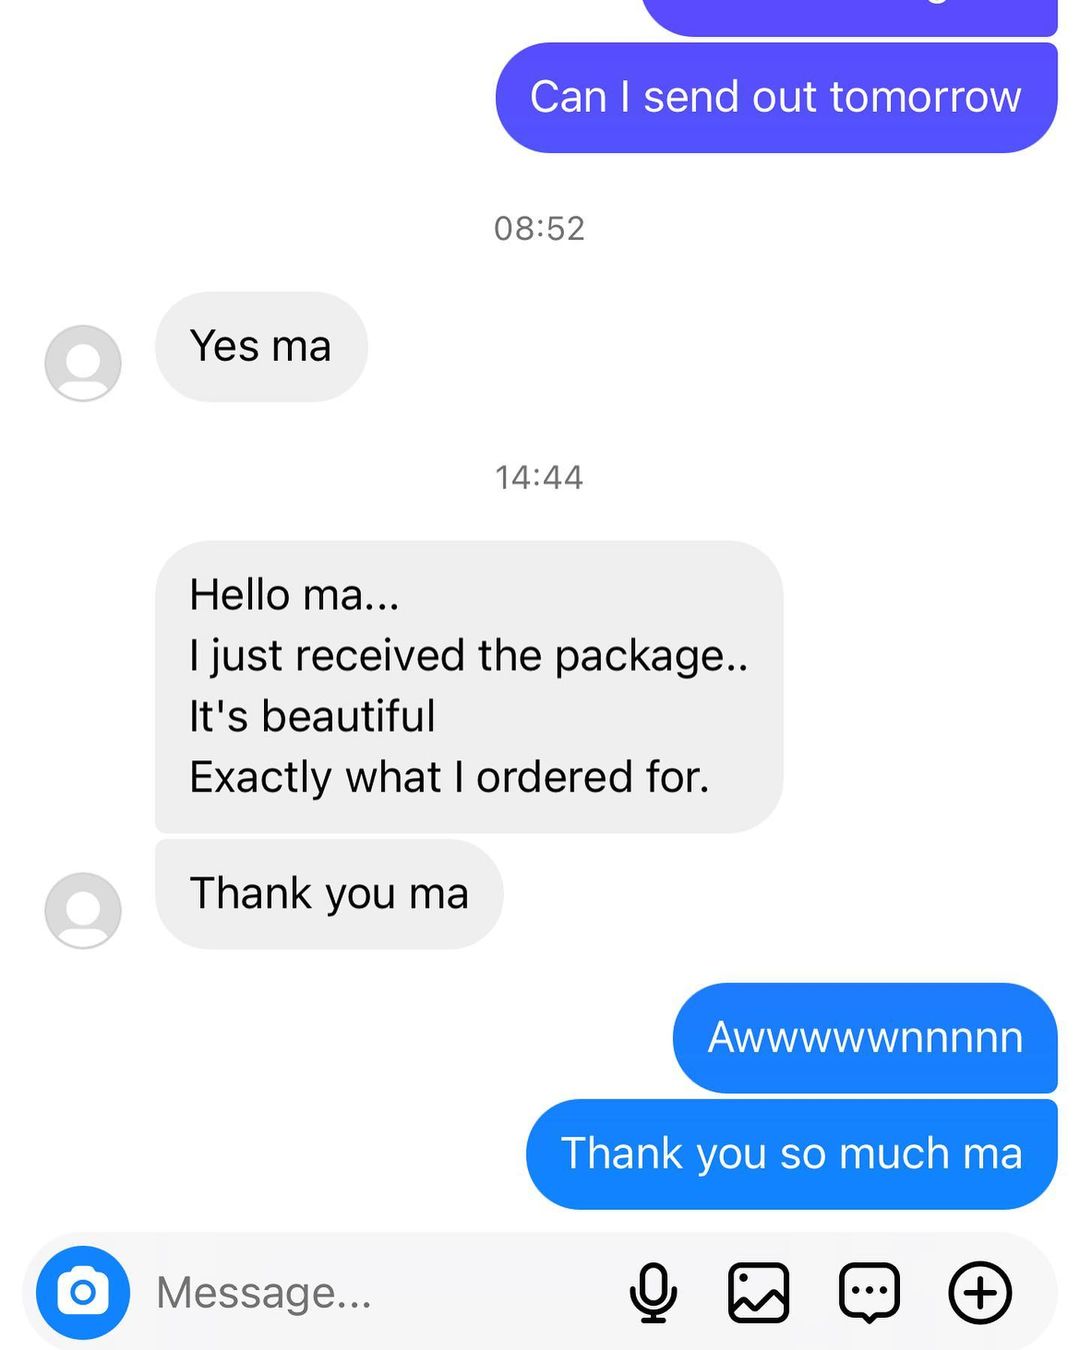 Can I send out tomorrow
08:52
Yes ma
14:44
Hello ma...
I just received the package..
It's beautiful
Exactly what I ordered for.
Thank you ma
Awwwwwnnnnn
Thank you so much ma
Message...